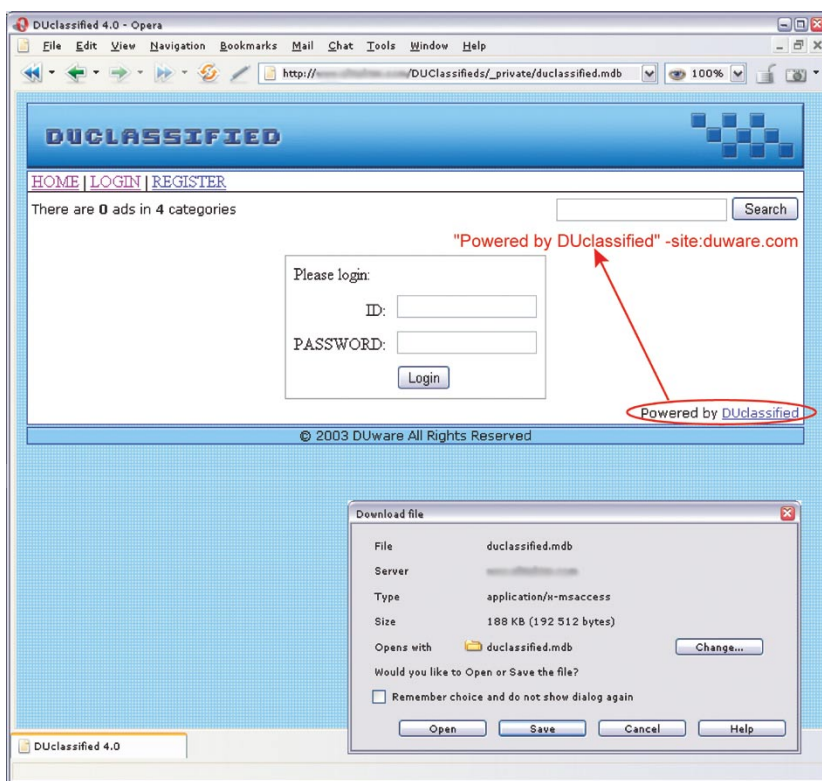 DUclassified 4.0 - Opera
File Edit View Navigation Bookmarks Mail Chat Tools Window Help
http:// /DUClassifieds/_private/duclassified.mdb 100%
DUCLASSIFIED
HOME | LOGIN | REGISTER
There are 0 ads in 4 categories Search
"Powered by DUclassified" -site:duware.com
Please login:
ID:
PASSWORD:
Login
Powered by DUclassified
© 2003 DUware All Rights Reserved
Download file
File duclassified.mdb
Server
Type application/x-msaccess
Size 188 KB (192 512 bytes)
Opens with duclassified.mdb Change...
Would you like to Open or Save the file?
Remember choice and do not show dialog again
Open Save Cancel Help
DUclassified 4.0